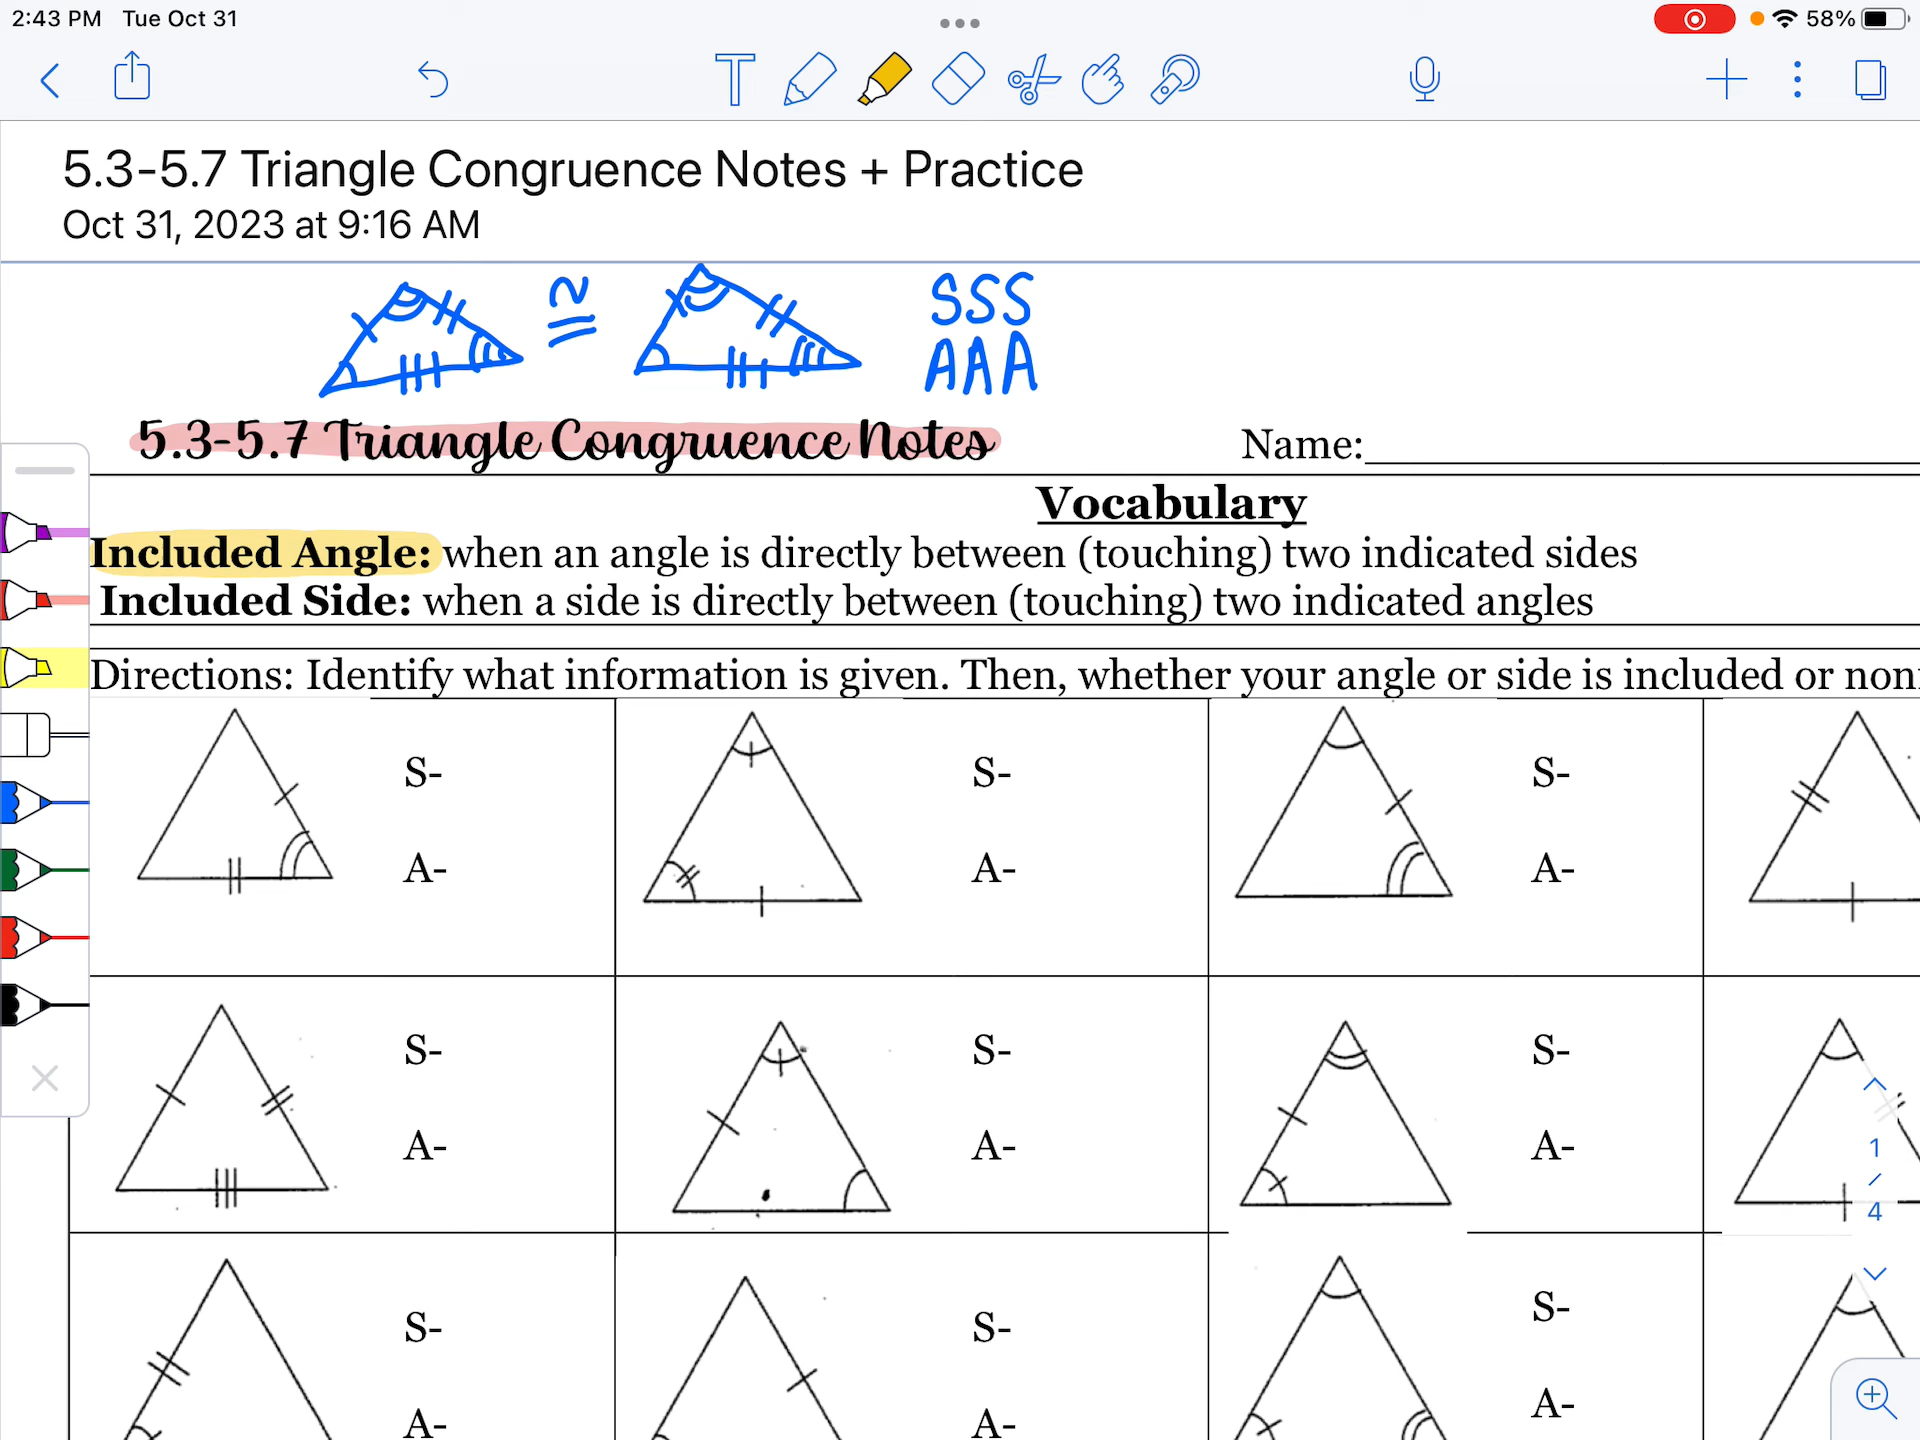 2:43 PM Tue Oct 31
58%
5.3-5.7 Triangle Congruence Notes + Practice
Oct 31, 2023 at 9:16 AM
≅ SSS
AAA
5.3-5.7 Triangle Congruence Notes Name:
Vocabulary
Included Angle: when an angle is directly between (touching) two indicated sides
Included Side: when a side is directly between (touching) two indicated angles
Directions: Identify what information is given. Then, whether your angle or side is included or non
S- S- S-
A- A- A-
S- S- S-
A- A- A-
1
/
4
S- S- S-
A- A- A-